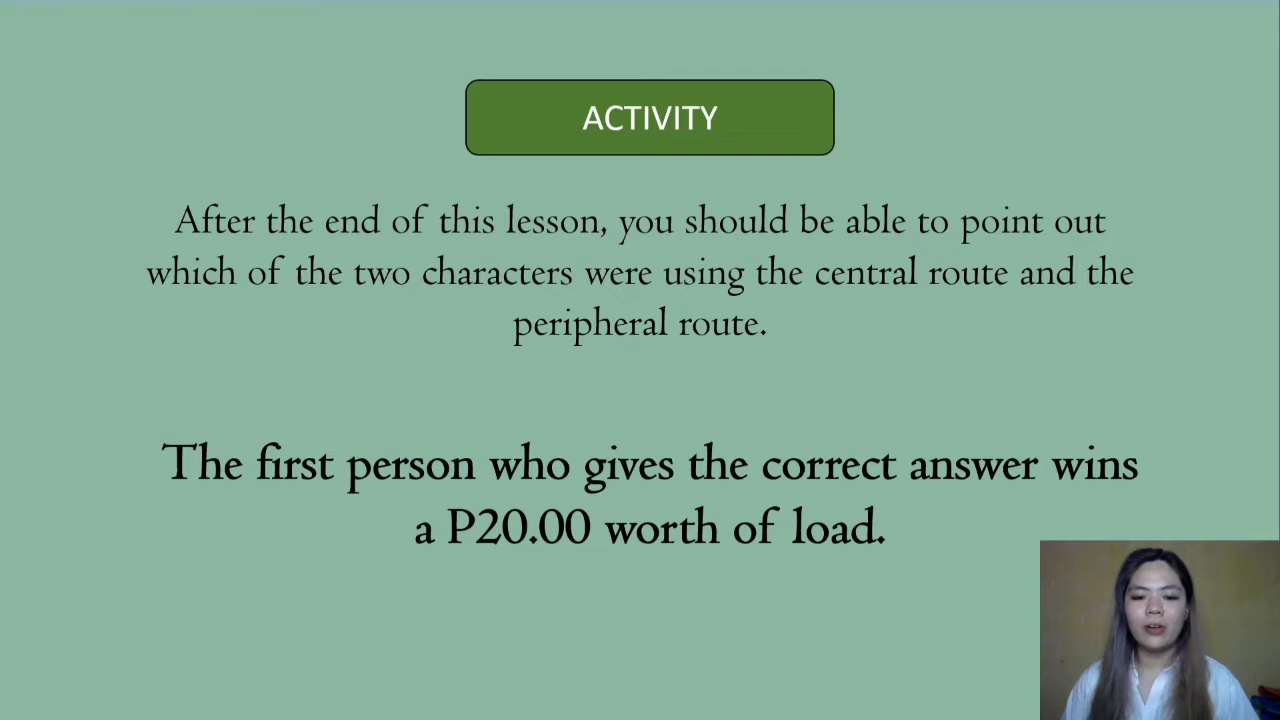 ACTIVITY
After the end of this lesson, you should be able to point out
which of the two characters were using the central route and the
peripheral route.
The first person who gives the correct answer wins
a P20.00 worth of load.